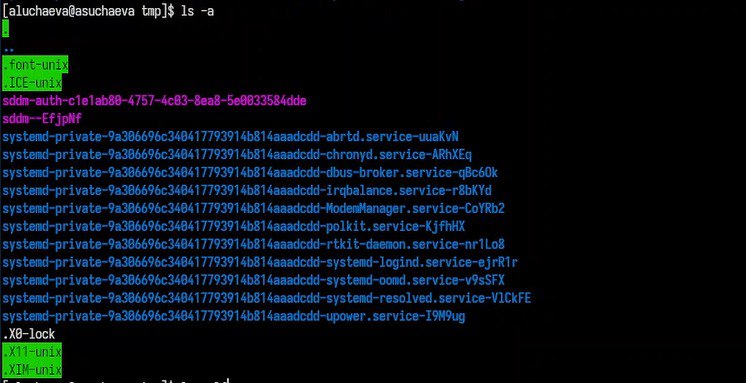 [aluchaeva@asuchaeva tmp]$ ls -a
.
..
.font-unix
.ICE-unix
sddm-auth-c1e1ab80-4757-4c03-8ea8-5e0033584dde
sddm--EfjpNf
systemd-private-9a306696c340417793914b814aaadcdd-abrtd.service-uuaKvN
systemd-private-9a306696c340417793914b814aaadcdd-chronyd.service-ARhXEq
systemd-private-9a306696c340417793914b814aaadcdd-dbus-broker.service-qBc6Ok
systemd-private-9a306696c340417793914b814aaadcdd-irqbalance.service-r8bKYd
systemd-private-9a306696c340417793914b814aaadcdd-ModemManager.service-CoYRb2
systemd-private-9a306696c340417793914b814aaadcdd-polkit.service-KjfhHX
systemd-private-9a306696c340417793914b814aaadcdd-rtkit-daemon.service-nr1Lo8
systemd-private-9a306696c340417793914b814aaadcdd-systemd-logind.service-ejrR1r
systemd-private-9a306696c340417793914b814aaadcdd-systemd-oomd.service-v9sSFX
systemd-private-9a306696c340417793914b814aaadcdd-systemd-resolved.service-VlCkFE
systemd-private-9a306696c340417793914b814aaadcdd-upower.service-I9M9ug
.X0-lock
.X11-unix
.XIM-unix